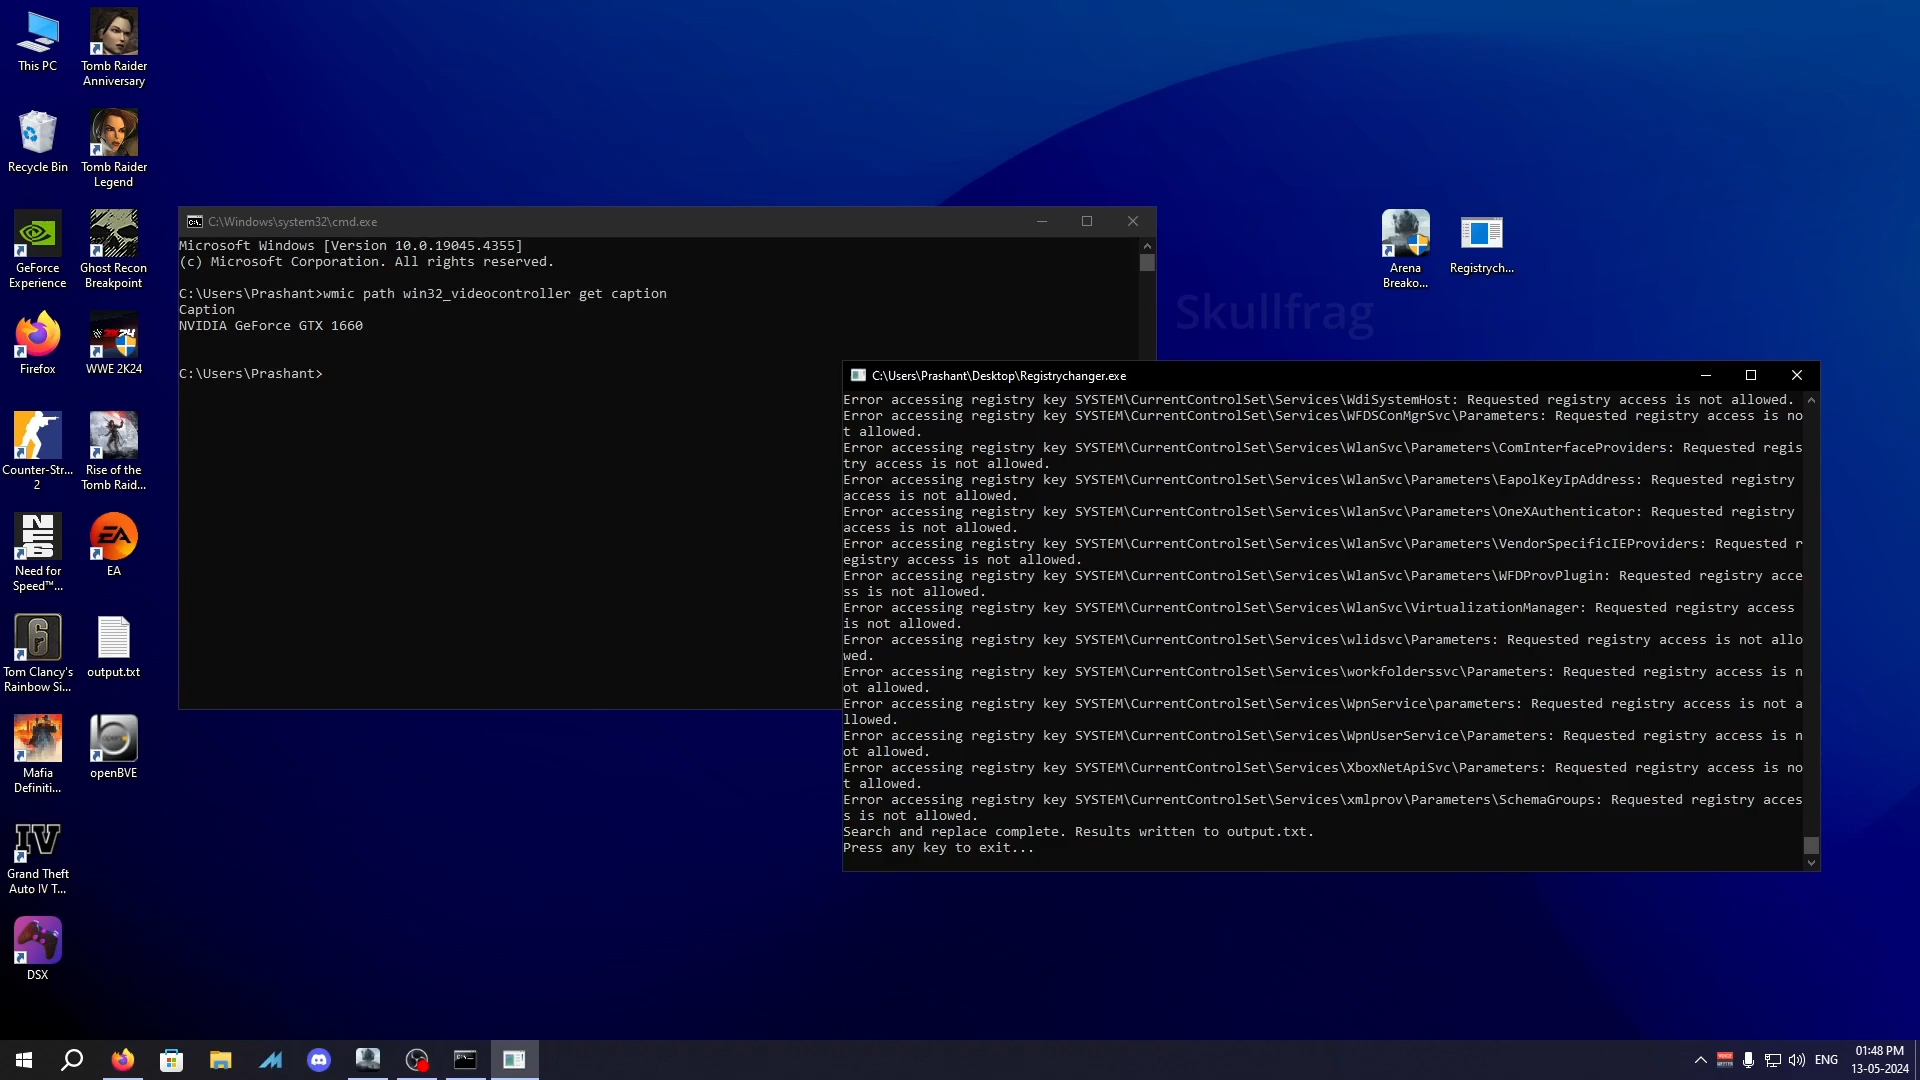 This PC
Tomb Raider
Anniversary
Recycle Bin
Tomb Raider
Legend
GeForce
Experience
Ghost Recon
Breakpoint
Firefox
WWE 2K24
Counter-Str...
2
Rise of the
Tomb Raid...
Need for
Speed™...
EA
Tom Clancy's
Rainbow Si...
output.txt
Mafia
Definiti...
openBVE
Grand Theft
Auto IV T...
DSX
C:\Windows\system32\cmd.exe
Microsoft Windows [Version 10.0.19045.4355]
(c) Microsoft Corporation. All rights reserved.
C:\Users\Prashant>wmic path win32_videocontroller get caption
Caption
NVIDIA GeForce GTX 1660
C:\Users\Prashant>
Arena
Breako...
Registrych...
Skullfrag
C:\Users\Prashant\Desktop\Registrychanger.exe
Error accessing registry key SYSTEM\CurrentControlSet\Services\WdiSystemHost: Requested registry access is not allowed.
Error accessing registry key SYSTEM\CurrentControlSet\Services\WFDSConMgrSvc\Parameters: Requested registry access is no
t allowed.
Error accessing registry key SYSTEM\CurrentControlSet\Services\WlanSvc\Parameters\ComInterfaceProviders: Requested regis
try access is not allowed.
Error accessing registry key SYSTEM\CurrentControlSet\Services\WlanSvc\Parameters\EapolKeyIpAddress: Requested registry
access is not allowed.
Error accessing registry key SYSTEM\CurrentControlSet\Services\WlanSvc\Parameters\OneXAuthenticator: Requested registry
access is not allowed.
Error accessing registry key SYSTEM\CurrentControlSet\Services\WlanSvc\Parameters\VendorSpecificIEProviders: Requested r
egistry access is not allowed.
Error accessing registry key SYSTEM\CurrentControlSet\Services\WlanSvc\Parameters\WFDProvPlugin: Requested registry acce
ss is not allowed.
Error accessing registry key SYSTEM\CurrentControlSet\Services\WlanSvc\VirtualizationManager: Requested registry access
is not allowed.
Error accessing registry key SYSTEM\CurrentControlSet\Services\wlidsvc\Parameters: Requested registry access is not allo
wed.
Error accessing registry key SYSTEM\CurrentControlSet\Services\workfolderssvc\Parameters: Requested registry access is n
ot allowed.
Error accessing registry key SYSTEM\CurrentControlSet\Services\WpnService\parameters: Requested registry access is not a
llowed.
Error accessing registry key SYSTEM\CurrentControlSet\Services\WpnUserService\Parameters: Requested registry access is n
ot allowed.
Error accessing registry key SYSTEM\CurrentControlSet\Services\XboxNetApiSvc\Parameters: Requested registry access is no
t allowed.
Error accessing registry key SYSTEM\CurrentControlSet\Services\xmlprov\Parameters\SchemaGroups: Requested registry acces
s is not allowed.
Search and replace complete. Results written to output.txt.
Press any key to exit...
ENG
01:48 PM
13-05-2024